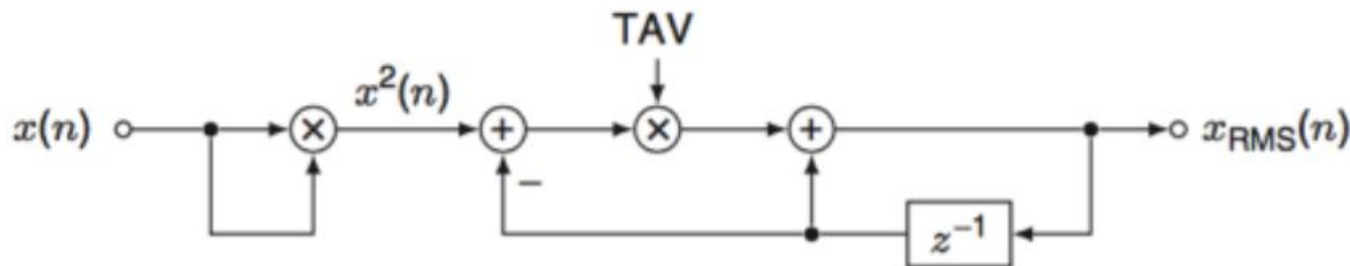 TAV
x(n) × x²(n) + × + x_RMS(n)
−
z⁻¹